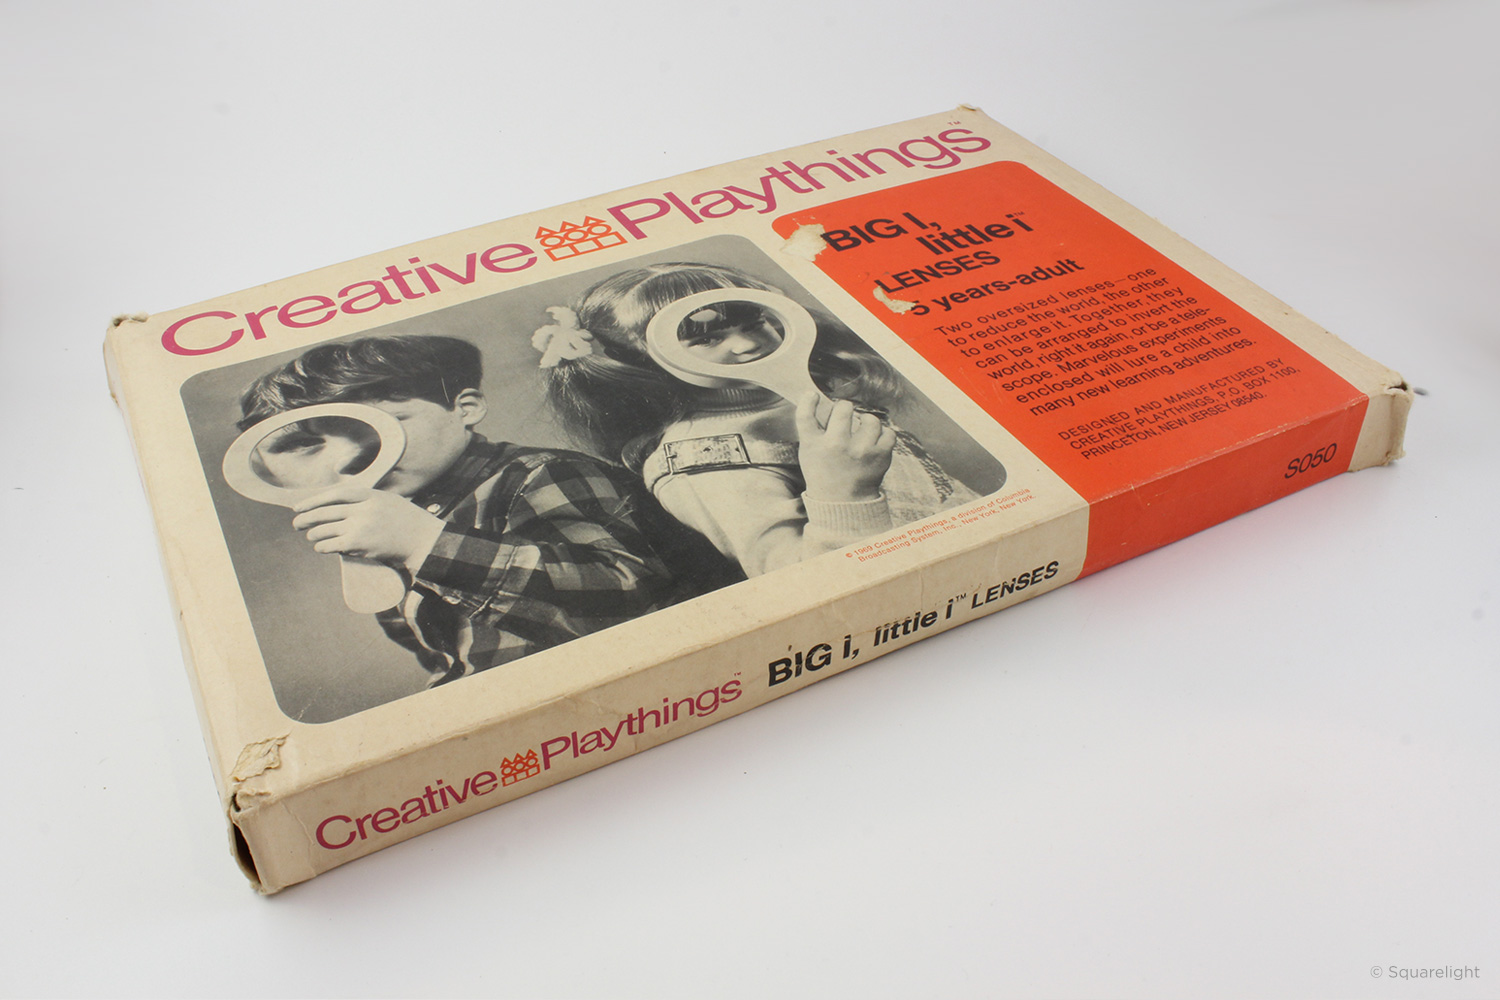 Creative Playthings™
BIG I,
little i™
LENSES
5 years-adult
Two oversized lenses—one
to reduce the world, the other
to enlarge it. Together, they
can be arranged to invert the
world, right it again, or be a tele-
scope. Marvelous experiments
enclosed will lure a child into
many new learning adventures.
DESIGNED AND MANUFACTURED BY
CREATIVE PLAYTHINGS, P.O. BOX 1100,
PRINCETON, NEW JERSEY 08540.
© 1969 Creative Playthings, a division of Columbia
Broadcasting System, Inc., New York, New York.
Creative Playthings™ BIG I, little i™ LENSES
S050
© Squarelight